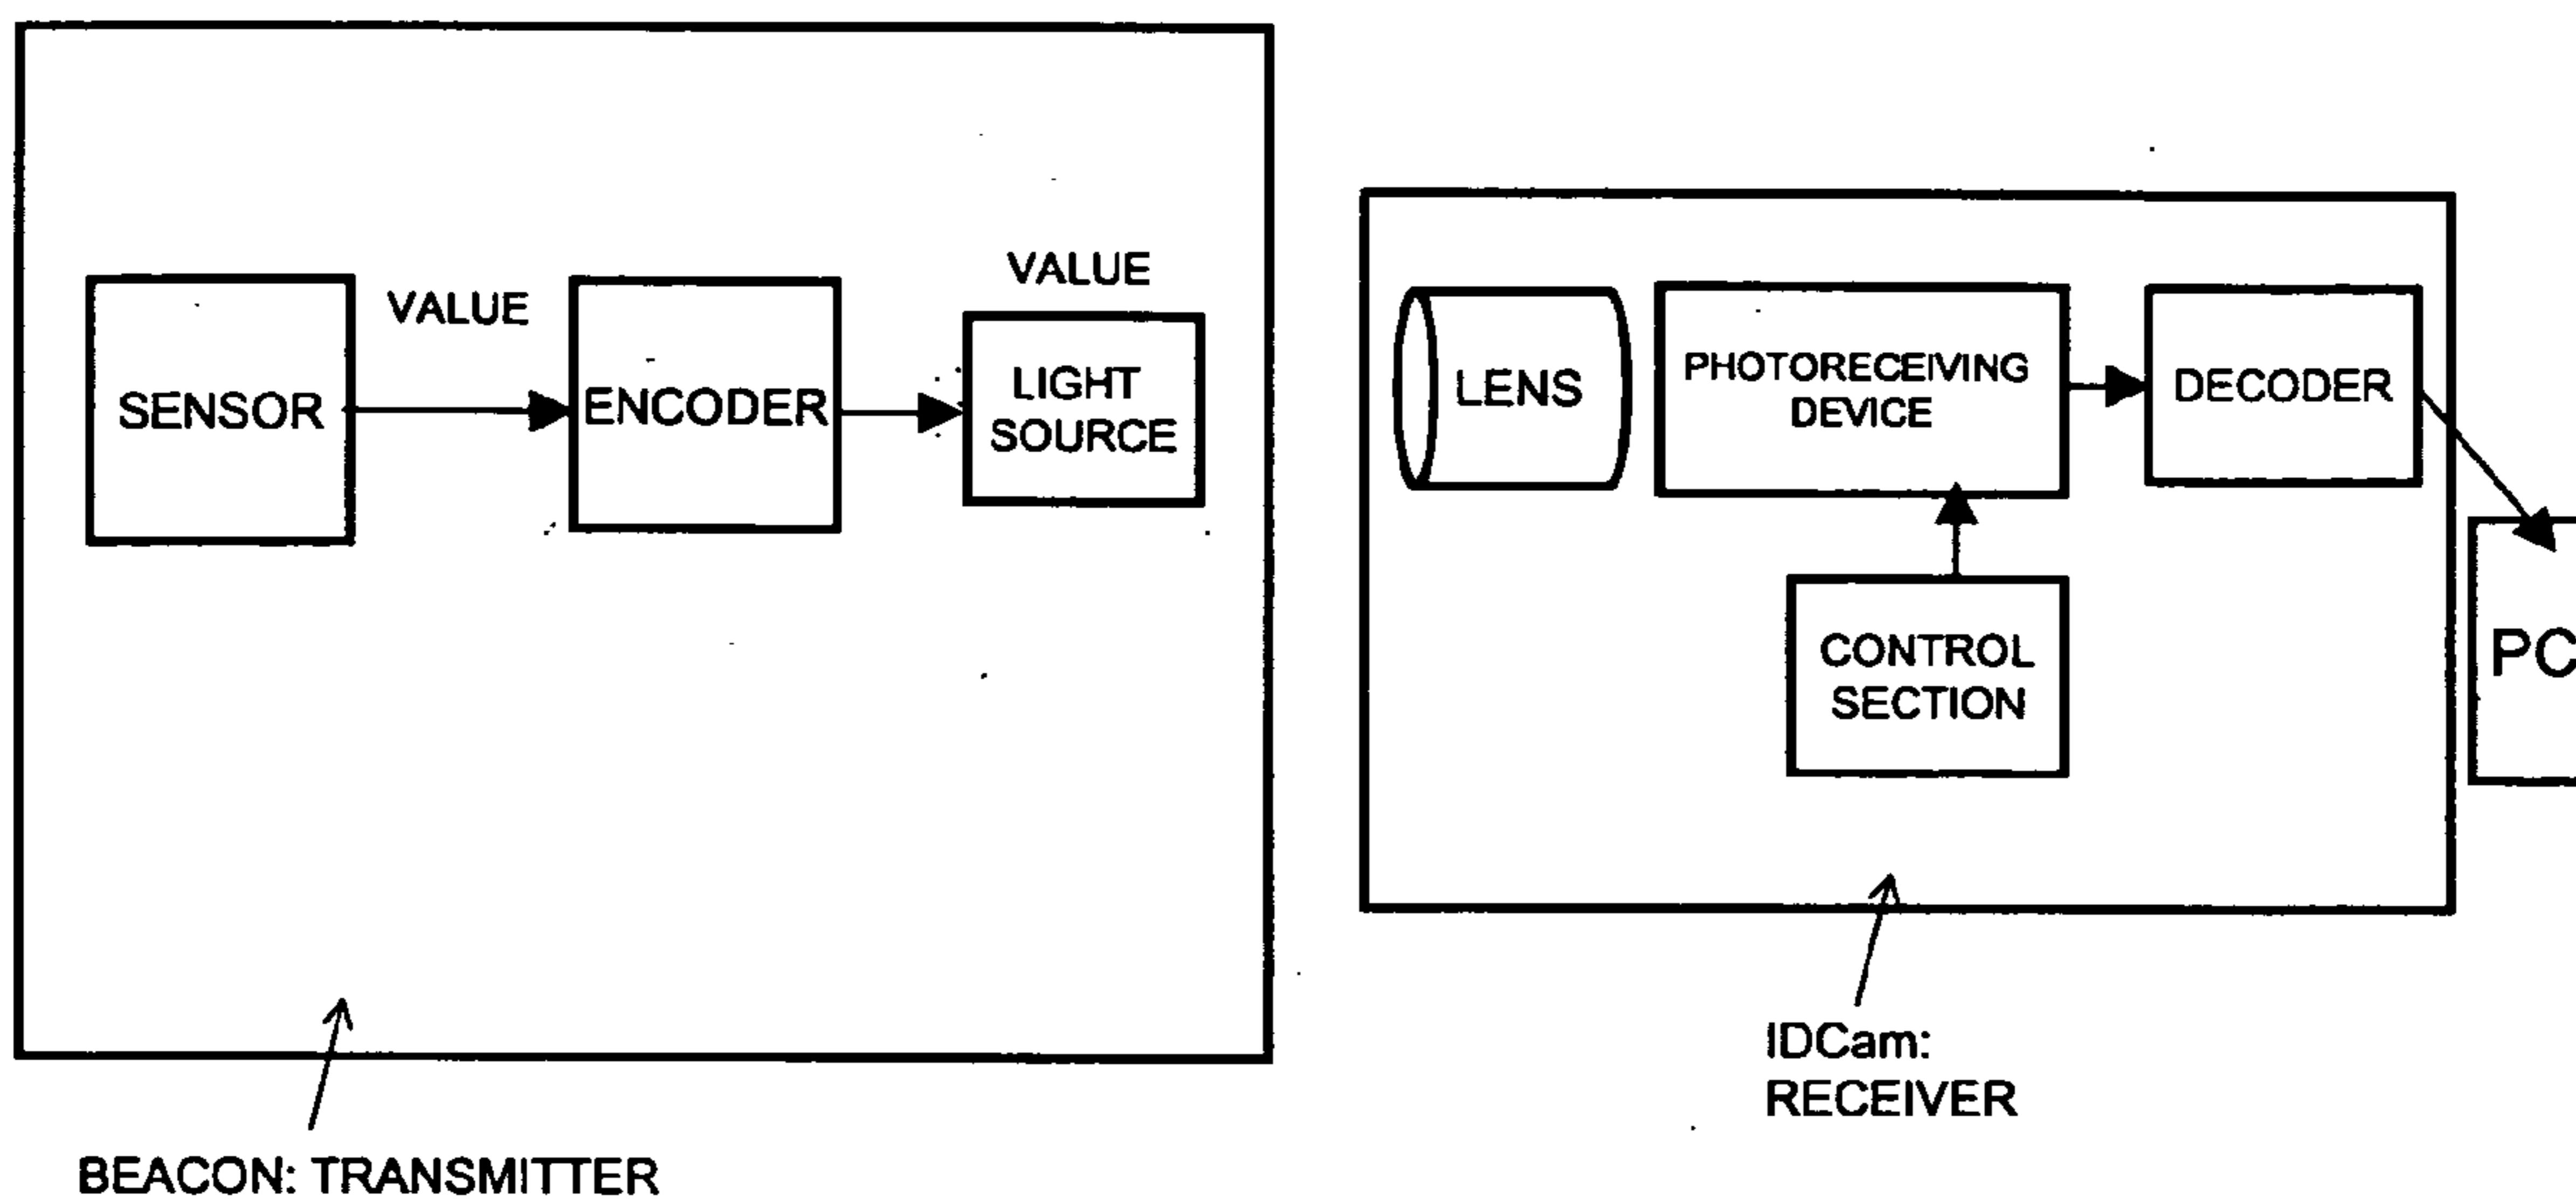 SENSOR
VALUE
ENCODER
VALUE
LIGHT
SOURCE
BEACON: TRANSMITTER
LENS
PHOTORECEIVING
DEVICE
DECODER
CONTROL
SECTION
PC
IDCam:
RECEIVER